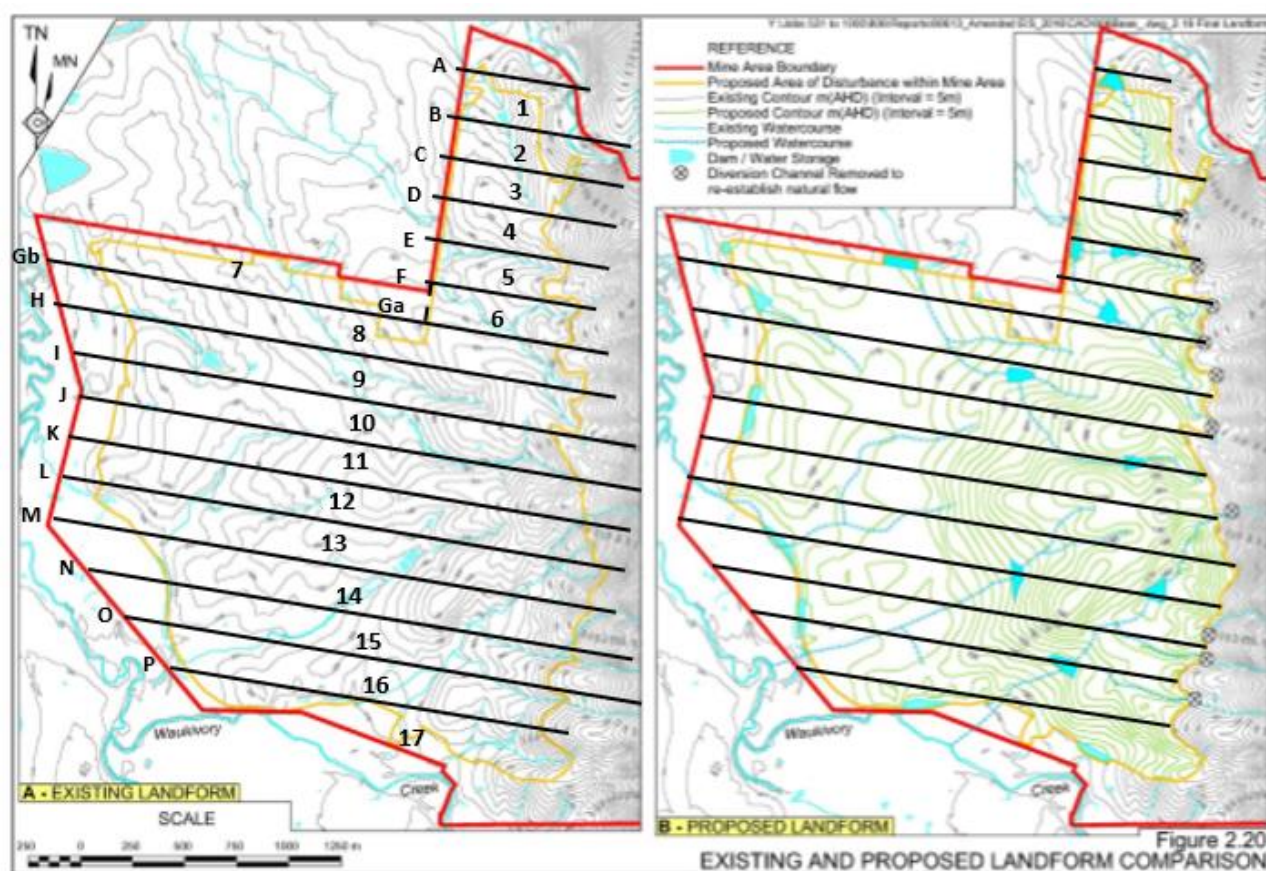 TN
MN
A
1
B
2
C
3
D
4
E
5
F
Gb
7
Ga
6
H
8
I
9
J
10
K
11
L
12
M
13
N
14
O
15
P
16
17
Waukivory
Creek
A - EXISTING LANDFORM
SCALE
250 0 250 500 750 1000 1250 m
REFERENCE
Mine Area Boundary
Proposed Area of Disturbance within Mine Area
Existing Contour m(AHD) (Interval = 5m)
Proposed Contour m(AHD) (Interval = 5m)
Existing Watercourse
Proposed Watercourse
Dam / Water Storage
Diversion Channel Removed to
re-establish natural flow
Waukivory
Creek
B - PROPOSED LANDFORM
Figure 2.20
EXISTING AND PROPOSED LANDFORM COMPARISON